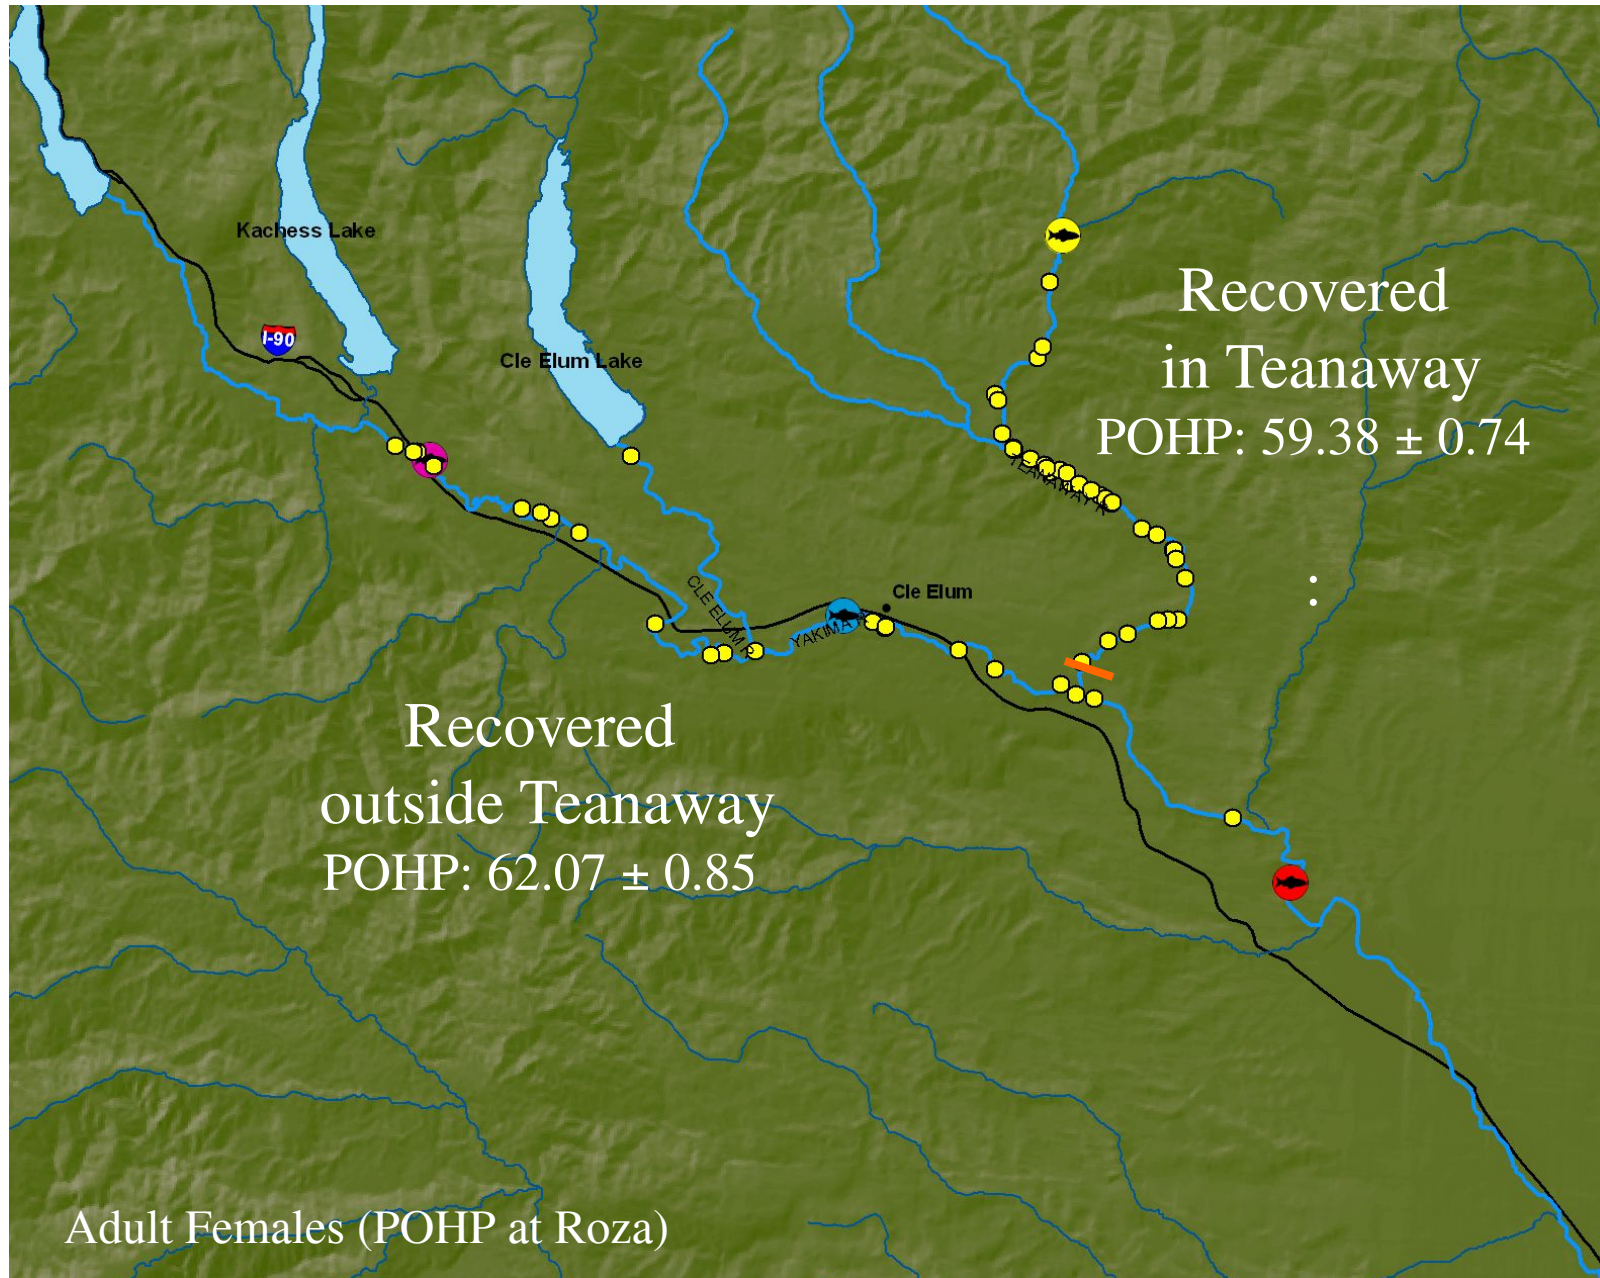 Kachess Lake
I-90
Cle Elum Lake
Recovered
in Teanaway
POHP: 59.38 ± 0.74
TEANAWAY R
:
CLE ELUM R
YAKIMA
Cle Elum
Recovered
outside Teanaway
POHP: 62.07 ± 0.85
Adult Females (POHP at Roza)